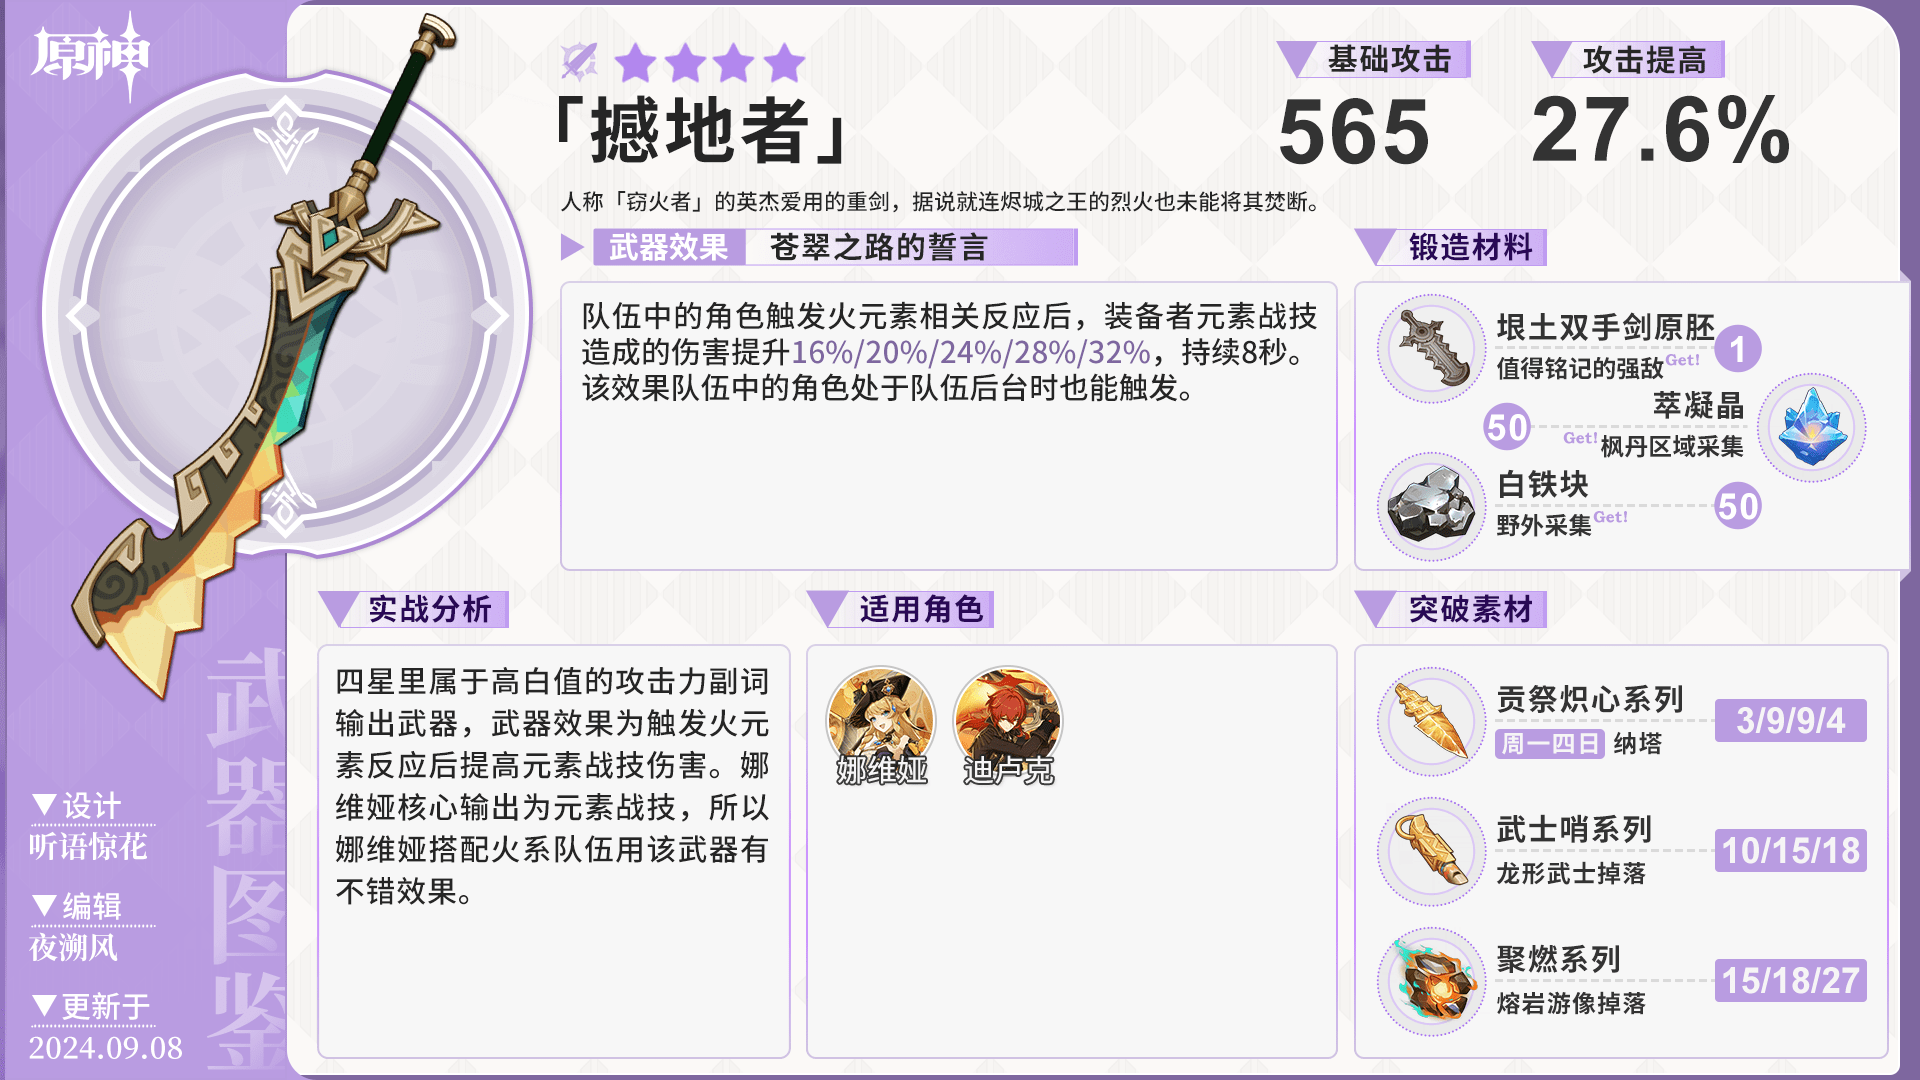 原神
「撼地者」
人称「窃火者」的英杰爱用的重剑，据说就连烬城之王的烈火也未能将其焚断。
基础攻击
565
攻击提高
27.6%
武器效果
苍翠之路的誓言
队伍中的角色触发火元素相关反应后，装备者元素战技
造成的伤害提升16%/20%/24%/28%/32%，持续8秒。
该效果队伍中的角色处于队伍后台时也能触发。
锻造材料
垠土双手剑原胚
1
值得铭记的强敌Get!
萃凝晶
50
Get!枫丹区域采集
白铁块
50
野外采集Get!
实战分析
四星里属于高白值的攻击力副词
输出武器，武器效果为触发火元
素反应后提高元素战技伤害。娜
维娅核心输出为元素战技，所以
娜维娅搭配火系队伍用该武器有
不错效果。
适用角色
娜维娅
迪卢克
突破素材
贡祭炽心系列
3/9/9/4
周一四日 纳塔
武士哨系列
10/15/18
龙形武士掉落
聚燃系列
15/18/27
熔岩游像掉落
武器图鉴
▼设计
听语惊花
▼编辑
夜溯风
▼更新于
2024.09.08